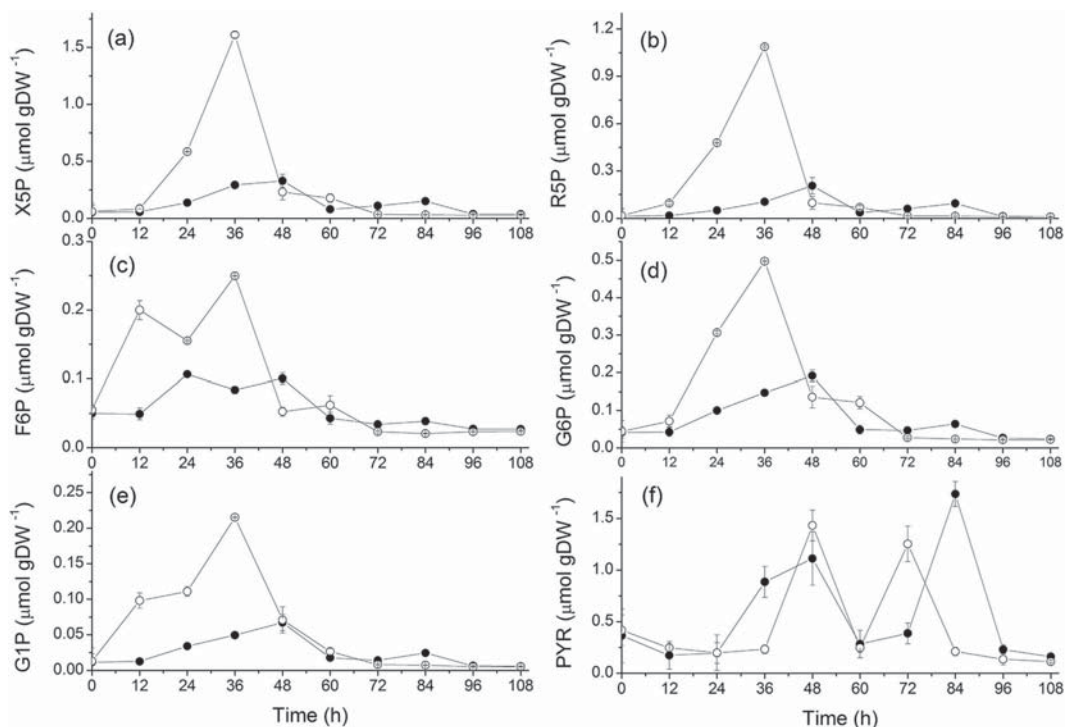 (a)
X5P (μmol gDW⁻¹)
1.5
1.0
0.5
0.0
0 12 24 36 48 60 72 84 96 108
(b)
R5P (μmol gDW⁻¹)
1.2
0.9
0.6
0.3
0.0
0 12 24 36 48 60 72 84 96 108
(c)
F6P (μmol gDW⁻¹)
0.3
0.2
0.1
0.0
0 12 24 36 48 60 72 84 96 108
(d)
G6P (μmol gDW⁻¹)
0.5
0.4
0.3
0.2
0.1
0.0
0 12 24 36 48 60 72 84 96 108
(e)
G1P (μmol gDW⁻¹)
0.25
0.20
0.15
0.10
0.05
0.00
0 12 24 36 48 60 72 84 96 108
Time (h)
(f)
PYR (μmol gDW⁻¹)
1.5
1.0
0.5
0.0
0 12 24 36 48 60 72 84 96 108
Time (h)